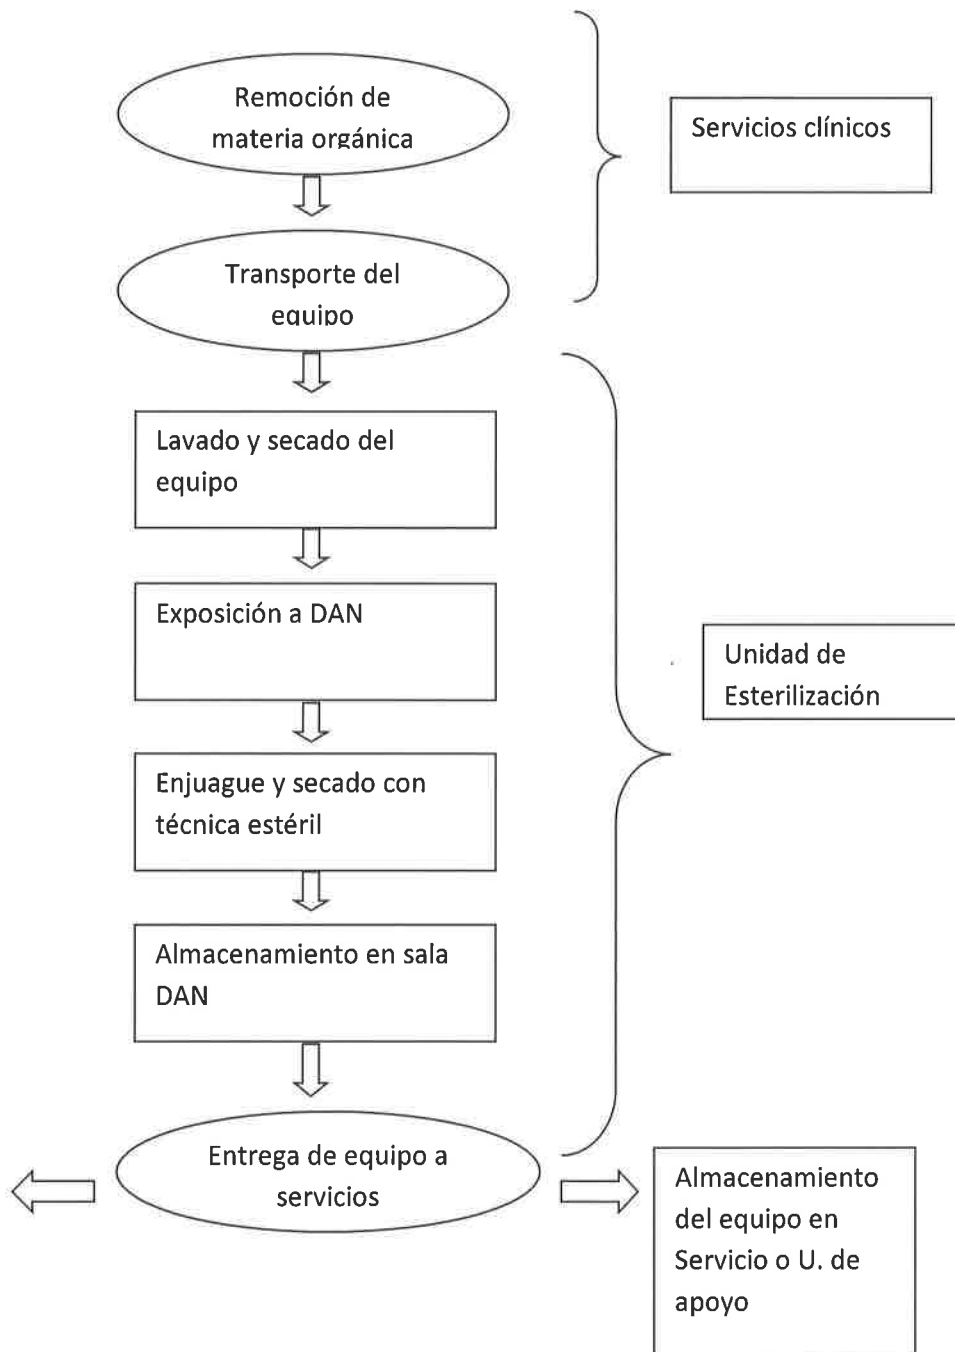 Remoción de
materia orgánica
Servicios clínicos
Transporte del
equipo
Lavado y secado del
equipo
Exposición a DAN
Unidad de
Esterilización
Enjuague y secado con
técnica estéril
Almacenamiento en sala
DAN
Entrega de equipo a
servicios
Almacenamiento
del equipo en
Servicio o U. de
apoyo